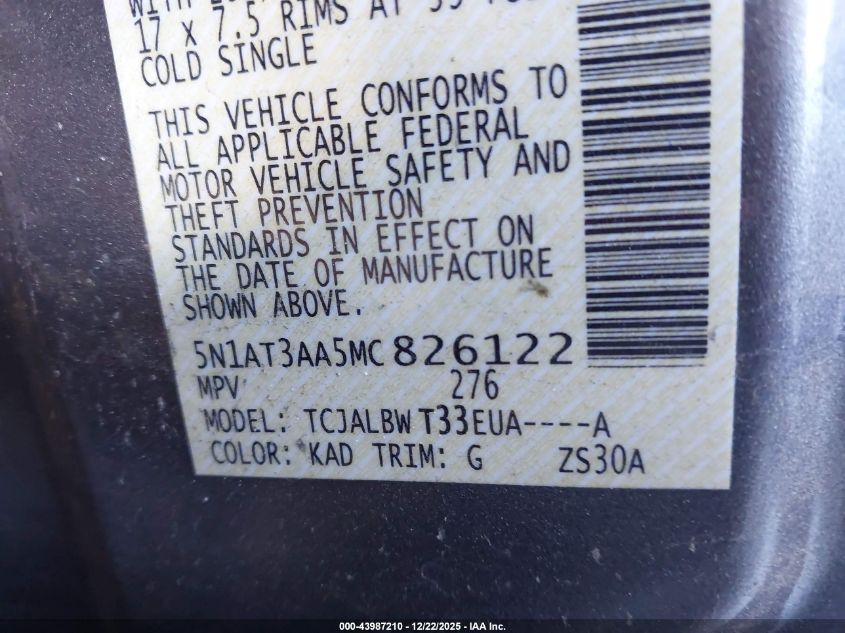 17 X 7.5 RIMS AT
COLD SINGLE
THIS VEHICLE CONFORMS TO
ALL APPLICABLE FEDERAL
MOTOR VEHICLE SAFETY AND
THEFT PREVENTION
STANDARDS IN EFFECT ON
THE DATE OF MANUFACTURE
SHOWN ABOVE.
5N1AT3AA5MC 826122
MPV 276
MODEL: TCJALBW T33EUA----A
COLOR: KAD TRIM: G ZS30A
000-43987210 - 12/22/2025 - IAA Inc.